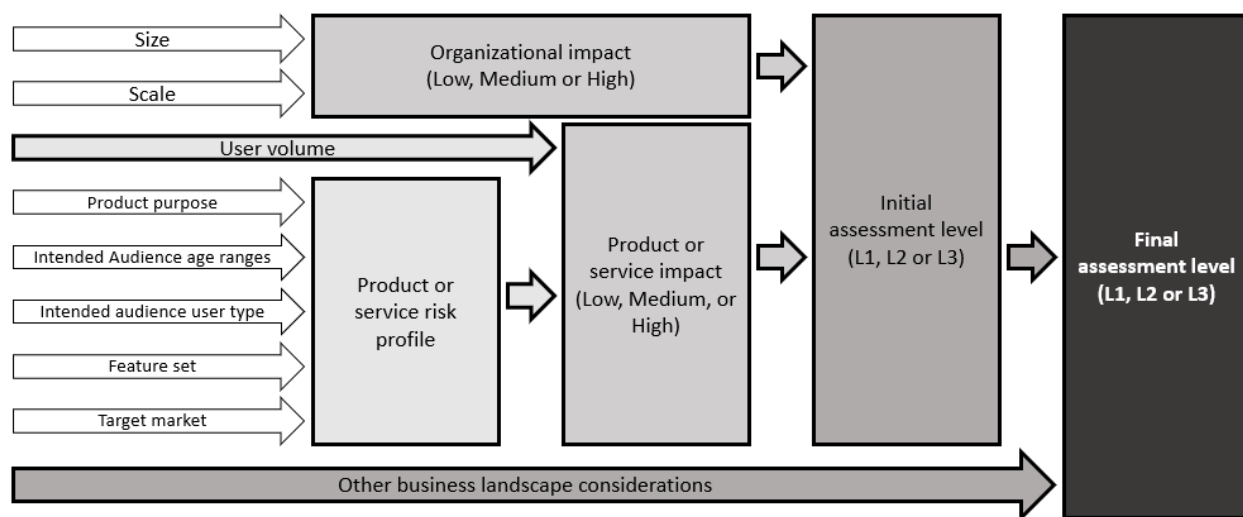 Size
Scale
Organizational impact
(Low, Medium or High)
User volume
Product purpose
Intended Audience age ranges
Intended audience user type
Feature set
Target market
Product or
service risk
profile
Product or
service impact
(Low, Medium, or
High)
Initial
assessment level
(L1, L2 or L3)
Final
assessment level
(L1, L2 or L3)
Other business landscape considerations